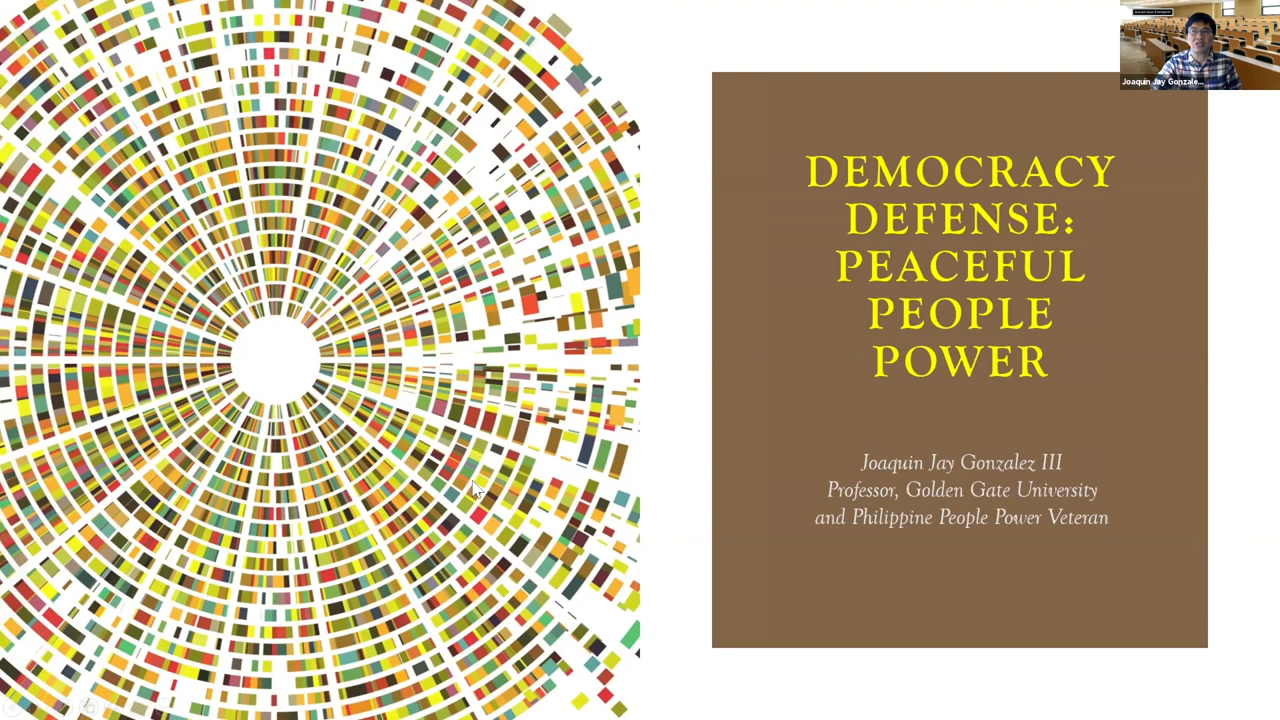 DEMOCRACY
DEFENSE:
PEACEFUL
PEOPLE
POWER
Joaquin Jay Gonzalez III
Professor, Golden Gate University
and Philippine People Power Veteran
Joaquin Jay Gonzale...